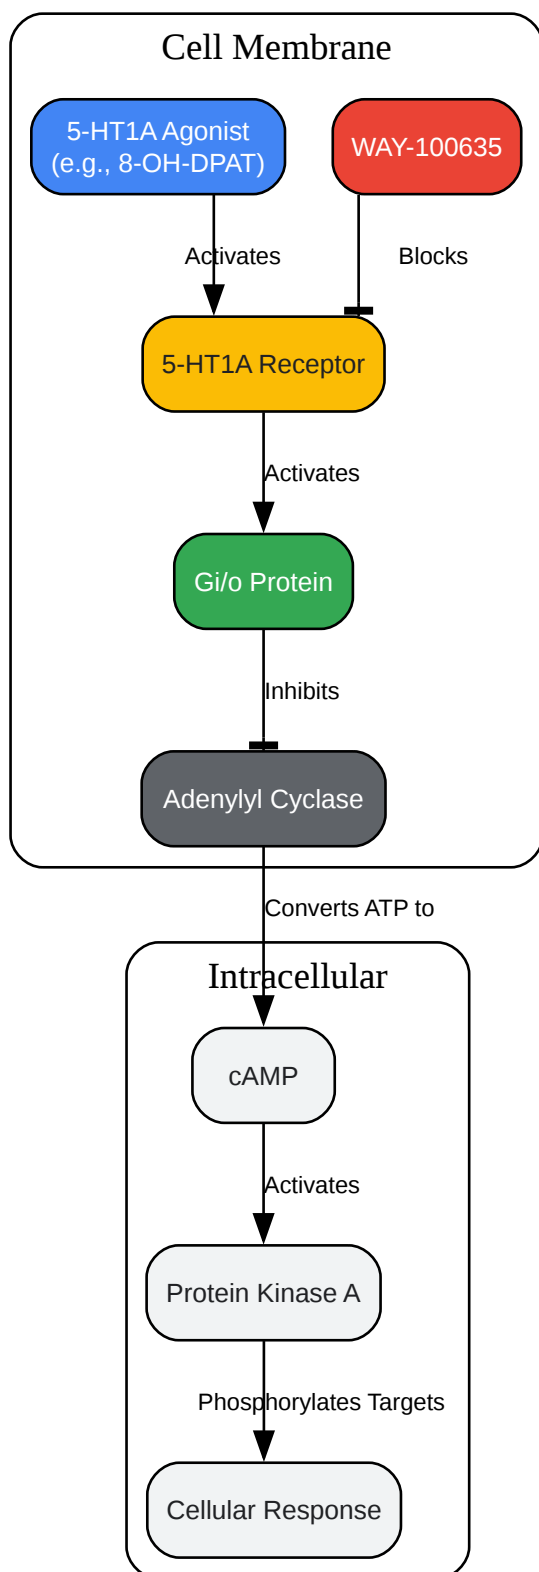 Cell Membrane
5-HT1A Agonist
(e.g., 8-OH-DPAT)
WAY-100635
Activates
Blocks
5-HT1A Receptor
Activates
Gi/o Protein
Inhibits
Adenylyl Cyclase
Converts ATP to
Intracellular
cAMP
Activates
Protein Kinase A
Phosphorylates Targets
Cellular Response